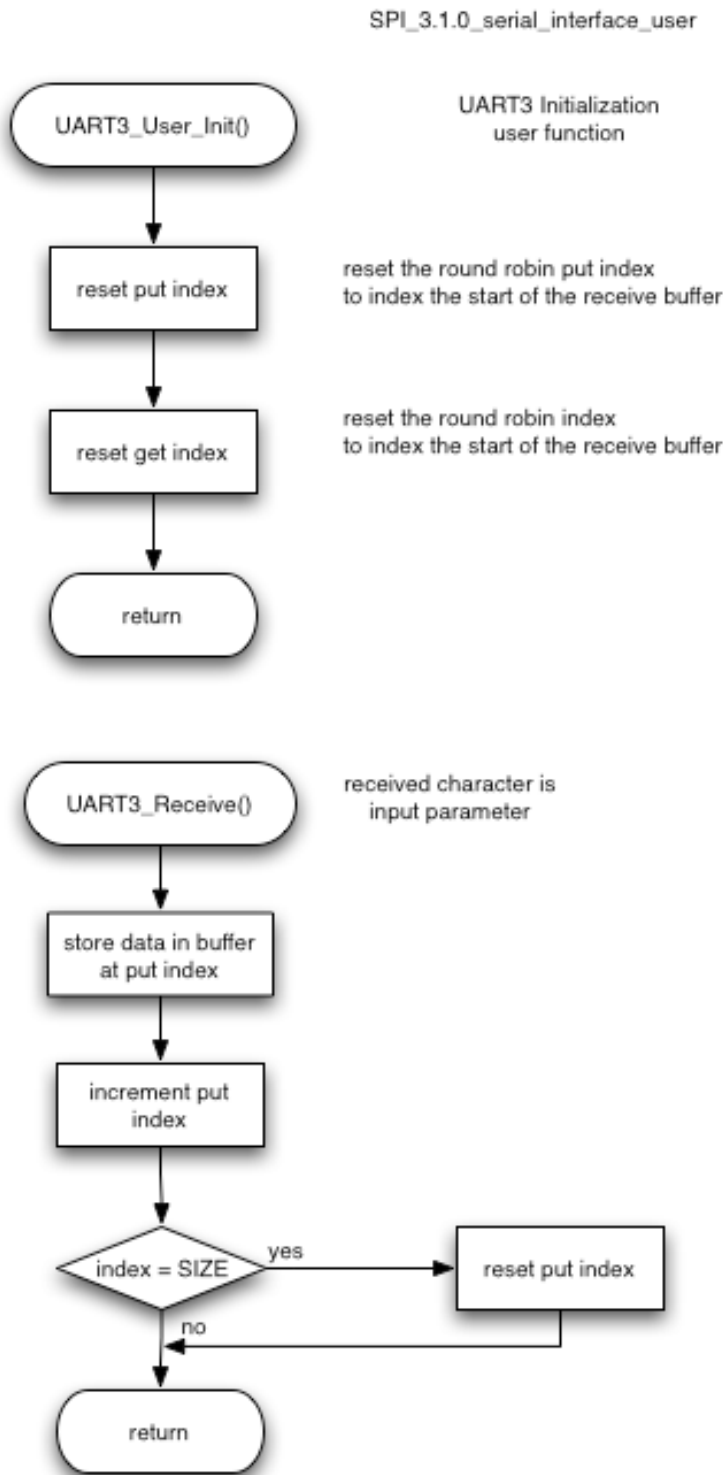 SPI_3.1.0_serial_interface_user
UART3_User_Init()
UART3 Initialization
user function
reset put index
reset the round robin put index
to index the start of the receive buffer
reset get index
reset the round robin index
to index the start of the receive buffer
return
UART3_Receive()
received character is
input parameter
store data in buffer
at put index
increment put
index
index = SIZE
yes
reset put index
no
return